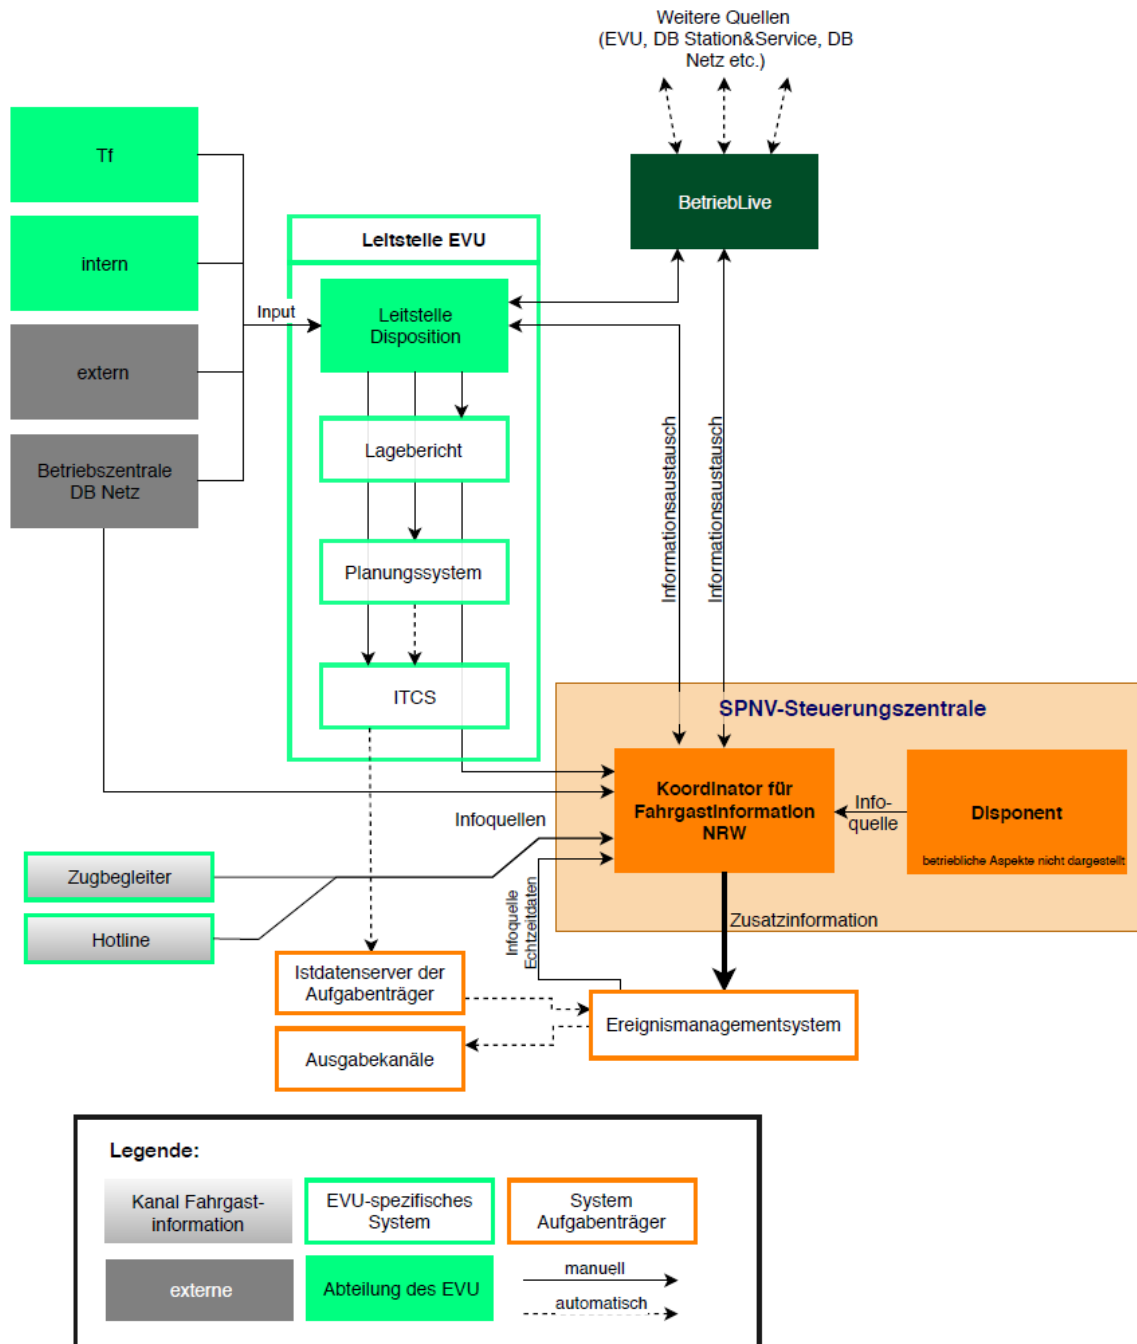 Weitere Quellen
(EVU, DB Station&Service, DB
Netz etc.)
Tf
BetriebLive
intern
Leitstelle EVU
Input
Leitstelle
Disposition
extern
Lagebericht
Betriebszentrale
DB Netz
Informationsaustausch
Informationsaustausch
Planungssystem
ITCS
SPNV-Steuerungszentrale
Koordinator für
Fahrgastinformation
NRW
Info-
quelle
Disponent
betriebliche Aspekte nicht dargestellt
Infoquellen
Zugbegleiter
Hotline
Infoquelle
Echtzeitdaten
Zusatzinformation
Istdatenserver der
Aufgabenträger
Ereignismanagementsystem
Ausgabekanäle
Legende:
Kanal Fahrgast-
information
EVU-spezifisches
System
System
Aufgabenträger
externe
Abteilung des EVU
manuell
automatisch